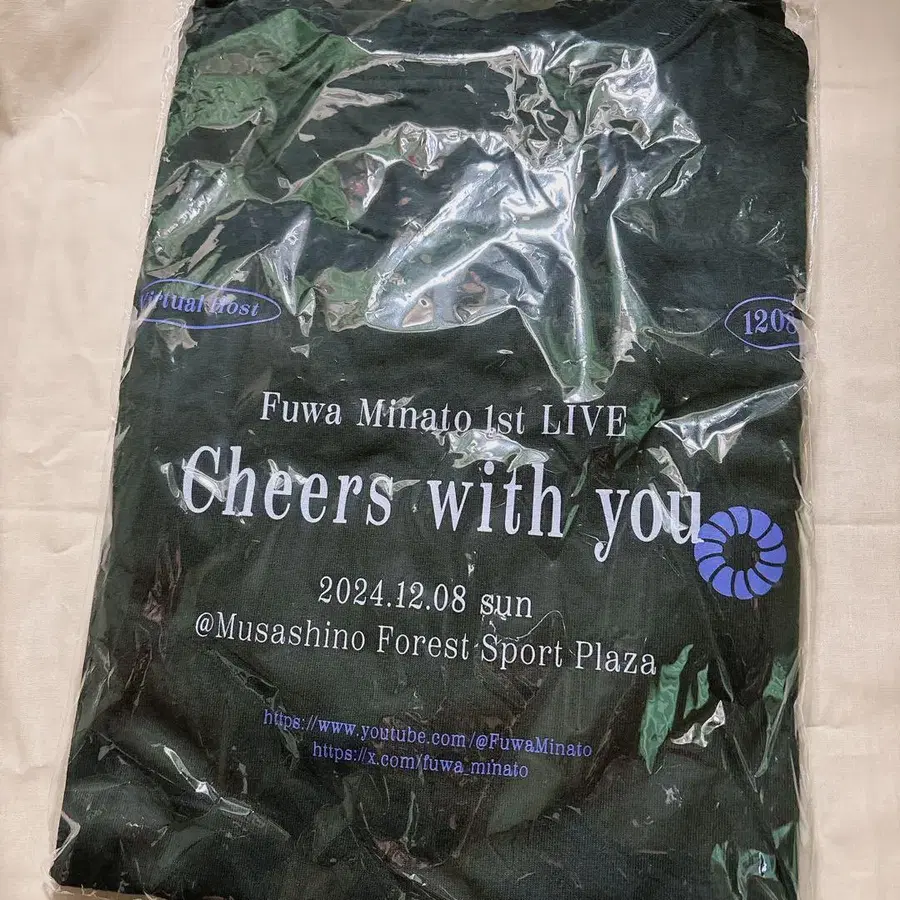 Virtual Host
1208
Fuwa Minato 1st LIVE
Cheers with you
2024.12.08 sun
@Musashino Forest Sport Plaza
https://www.youtube.com/@FuwaMinato
https://x.com/fuwa_minato